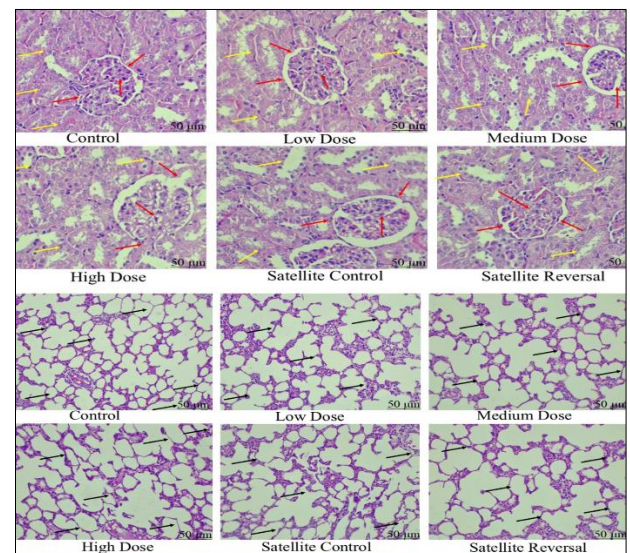 50 µm 50 µm 50 µm
Control Low Dose Medium Dose
50 µm 50 µm 50 µm
High Dose Satellite Control Satellite Reversal
50 µm 50 µm 50 µm
Control Low Dose Medium Dose
50 µm 50 µm 50 µm
High Dose Satellite Control Satellite Reversal